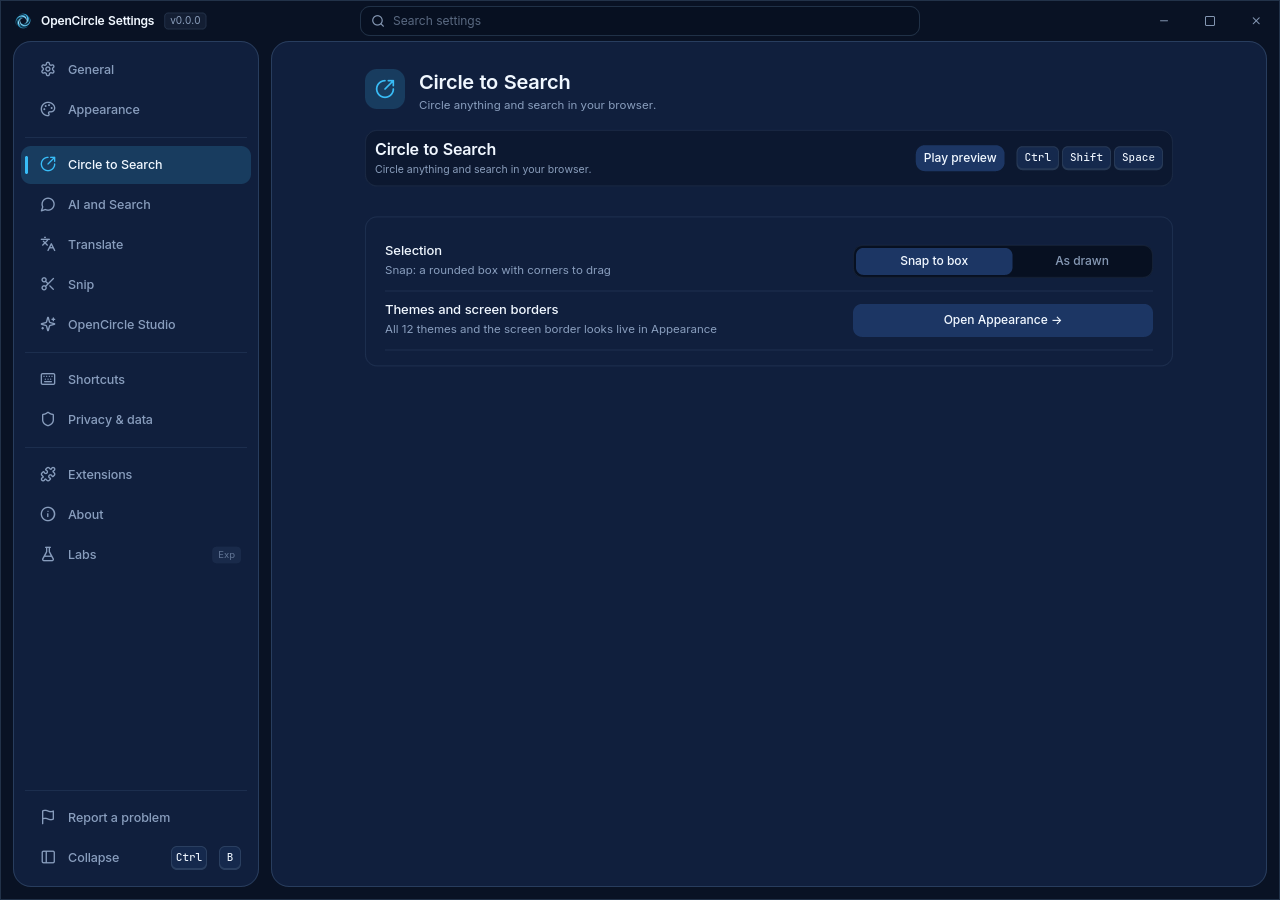 OpenCircle Settings v0.0.0
Search settings
General
Appearance
Circle to Search
AI and Search
Translate
Snip
OpenCircle Studio
Shortcuts
Privacy & data
Extensions
About
Labs Exp
Report a problem
Collapse Ctrl B
Circle to Search
Circle anything and search in your browser.
Circle to Search
Circle anything and search in your browser.
Play preview Ctrl Shift Space
Selection
Snap: a rounded box with corners to drag
Snap to box As drawn
Themes and screen borders
All 12 themes and the screen border looks live in Appearance
Open Appearance →